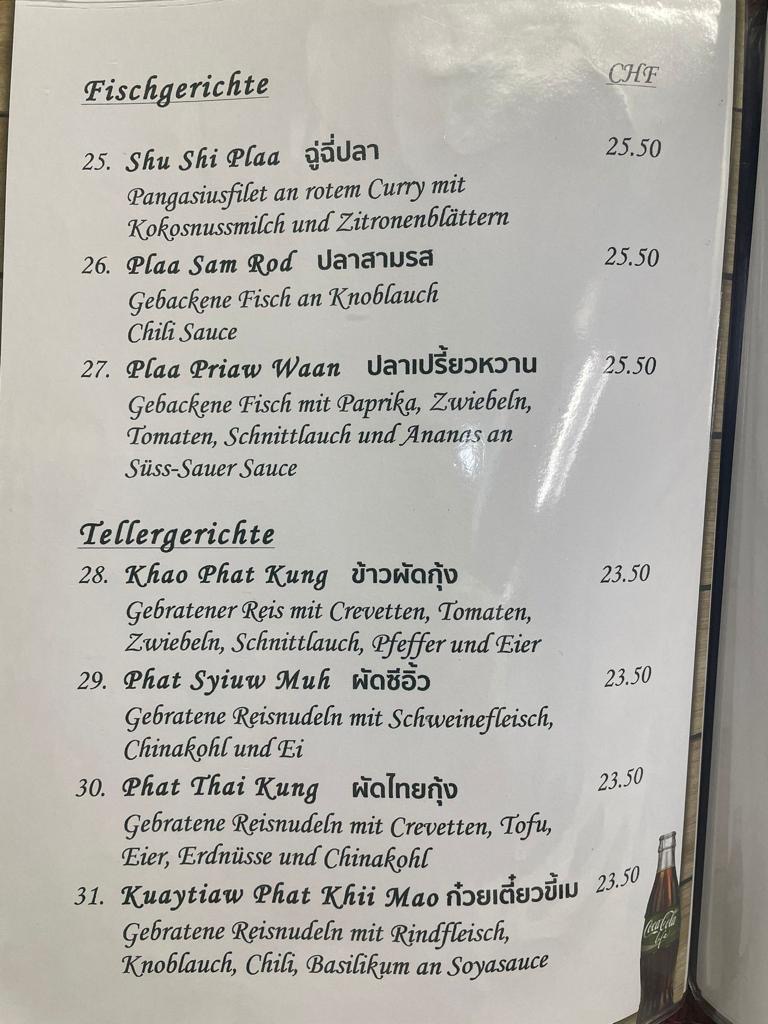 Fischgerichte CHF
25. Shu Shi Plaa ฉู่ฉี่ปลา 25.50
Pangasiusfilet an rotem Curry mit
Kokosnussmilch und Zitronenblättern
26. Plaa Sam Rod ปลาสามรส 25.50
Gebackene Fisch an Knoblauch
Chili Sauce
27. Plaa Priaw Waan ปลาเปรี้ยวหวาน 25.50
Gebackene Fisch mit Paprika, Zwiebeln,
Tomaten, Schnittlauch und Ananas an
Süss-Sauer Sauce
Tellergerichte
28. Khao Phat Kung ข้าวผัดกุ้ง 23.50
Gebratener Reis mit Crevetten, Tomaten,
Zwiebeln, Schnittlauch, Pfeffer und Eier
29. Phat Syiuw Muh ผัดซีอิ้ว 23.50
Gebratene Reisnudeln mit Schweinefleisch,
Chinakohl und Ei
30. Phat Thai Kung ผัดไทยกุ้ง 23.50
Gebratene Reisnudeln mit Crevetten, Tofu,
Eier, Erdnüsse und Chinakohl
31. Kuaytiaw Phat Khii Mao ก๋วยเตี๋ยวขี้เม 23.50
Gebratene Reisnudeln mit Rindfleisch,
Knoblauch, Chili, Basilikum an Soyasauce
Coca-Cola
life